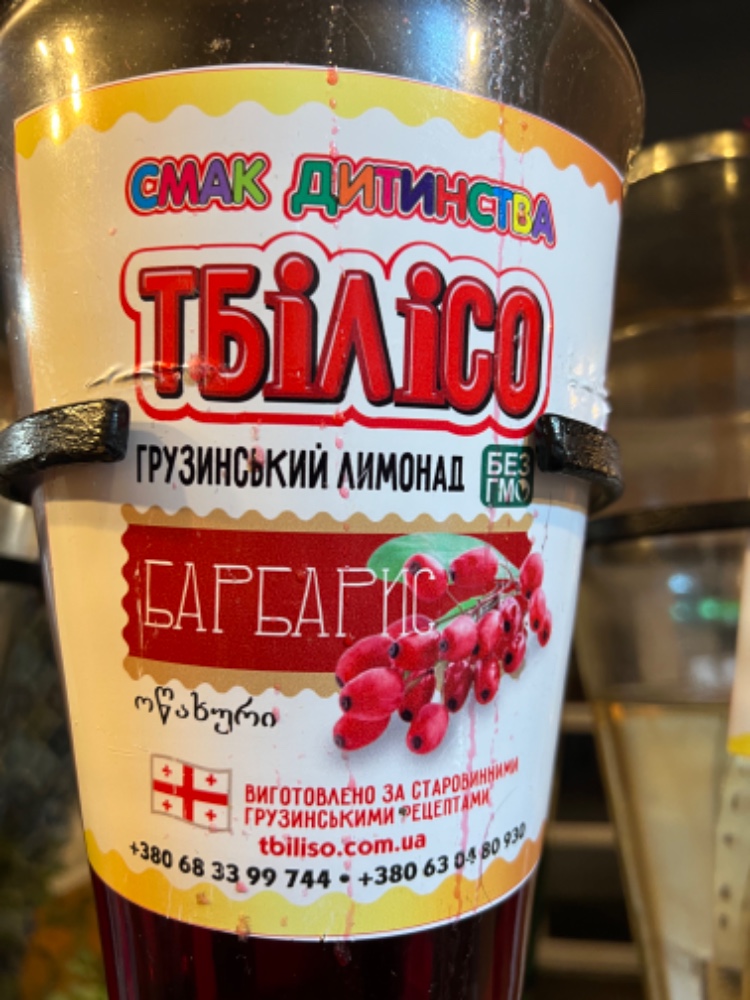 СМАК ДИТИНСТВА
ТБІЛІСО
ГРУЗИНСЬКИЙ ЛИМОНАД
БЕЗ
ГМО
БАРБАРИС
ოწახური
ВИГОТОВЛЕНО ЗА СТАРОВИННИМИ
ГРУЗИНСЬКИМИ РЕЦЕПТАМИ
tbiliso.com.ua
+380 68 33 99 744 • +380 63 04 80 930